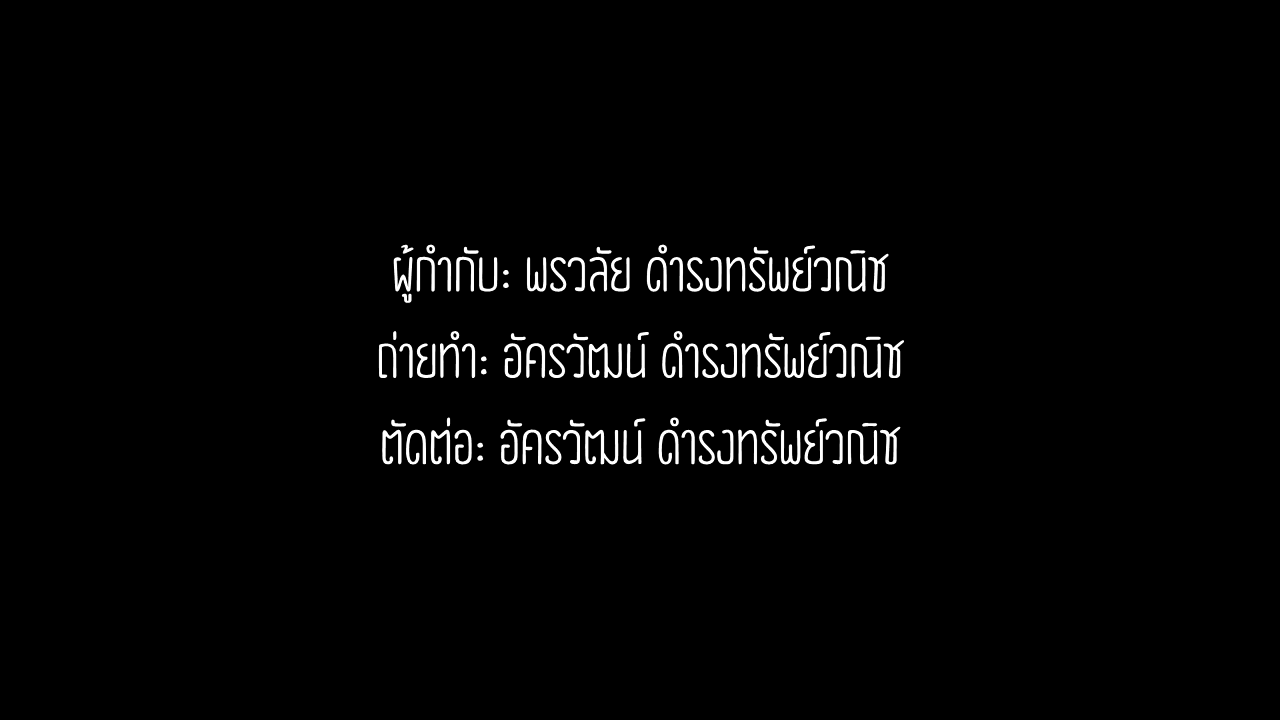 ผู้กำกับ: พรวลัย ดำรงทรัพย์วณิช
ถ่ายทำ: อัครวัฒน์ ดำรงทรัพย์วณิช
ตัดต่อ: อัครวัฒน์ ดำรงทรัพย์วณิช